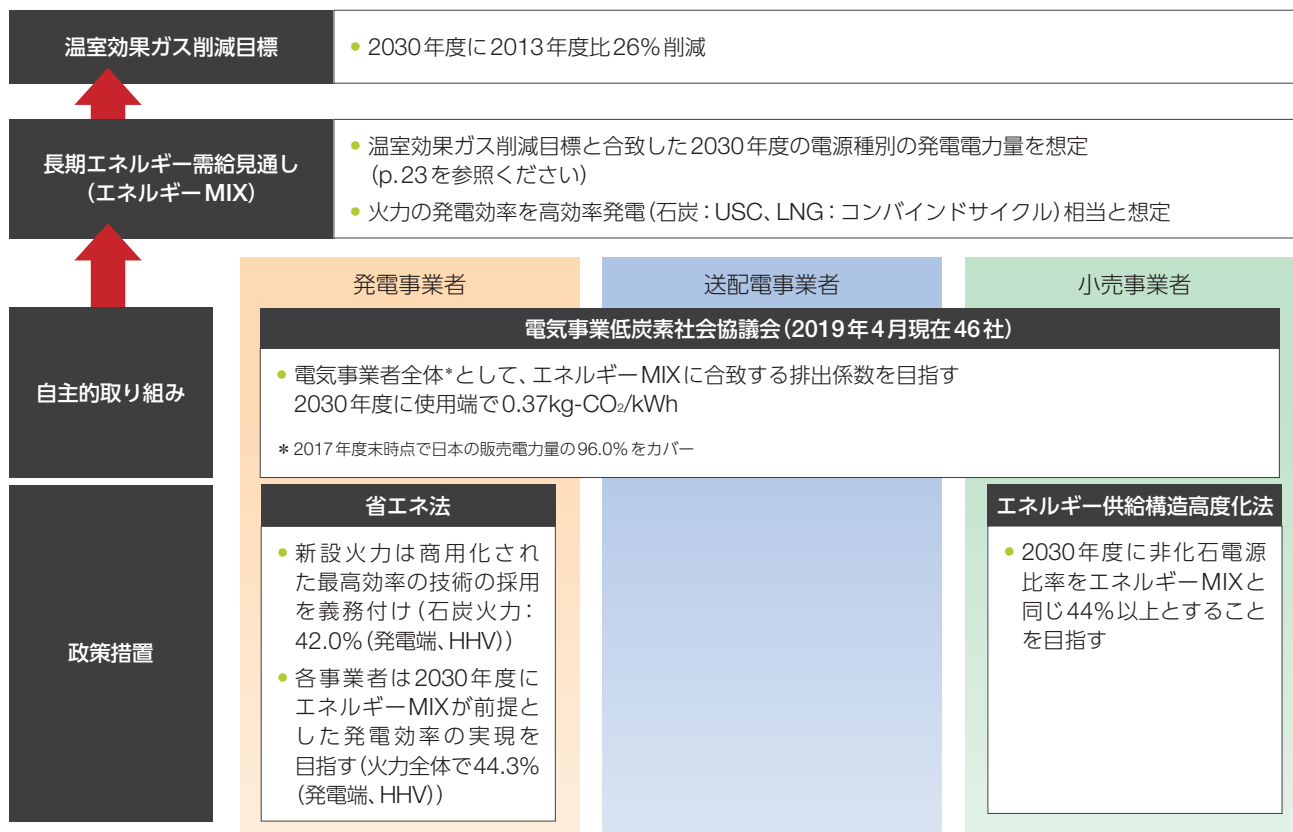 温室効果ガス削減目標
• 2030年度に2013年度比26%削減
長期エネルギー需給見通し
(エネルギーMIX)
• 温室効果ガス削減目標と合致した2030年度の電源種別の発電電力量を想定
(p.23を参照ください)
• 火力の発電効率を高効率発電(石炭：USC、LNG：コンバインドサイクル)相当と想定
発電事業者
送配電事業者
小売事業者
自主的取り組み
電気事業低炭素社会協議会(2019年4月現在46社)
• 電気事業者全体*として、エネルギーMIXに合致する排出係数を目指す
2030年度に使用端で0.37kg-CO₂/kWh
* 2017年度末時点で日本の販売電力量の96.0%をカバー
政策措置
省エネ法
• 新設火力は商用化され
た最高効率の技術の採用
を義務付け(石炭火力：
42.0%(発電端、HHV))
• 各事業者は2030年度に
エネルギーMIXが前提と
した発電効率の実現を
目指す(火力全体で44.3%
(発電端、HHV))
エネルギー供給構造高度化法
• 2030年度に非化石電源
比率をエネルギーMIXと
同じ44%以上とすること
を目指す